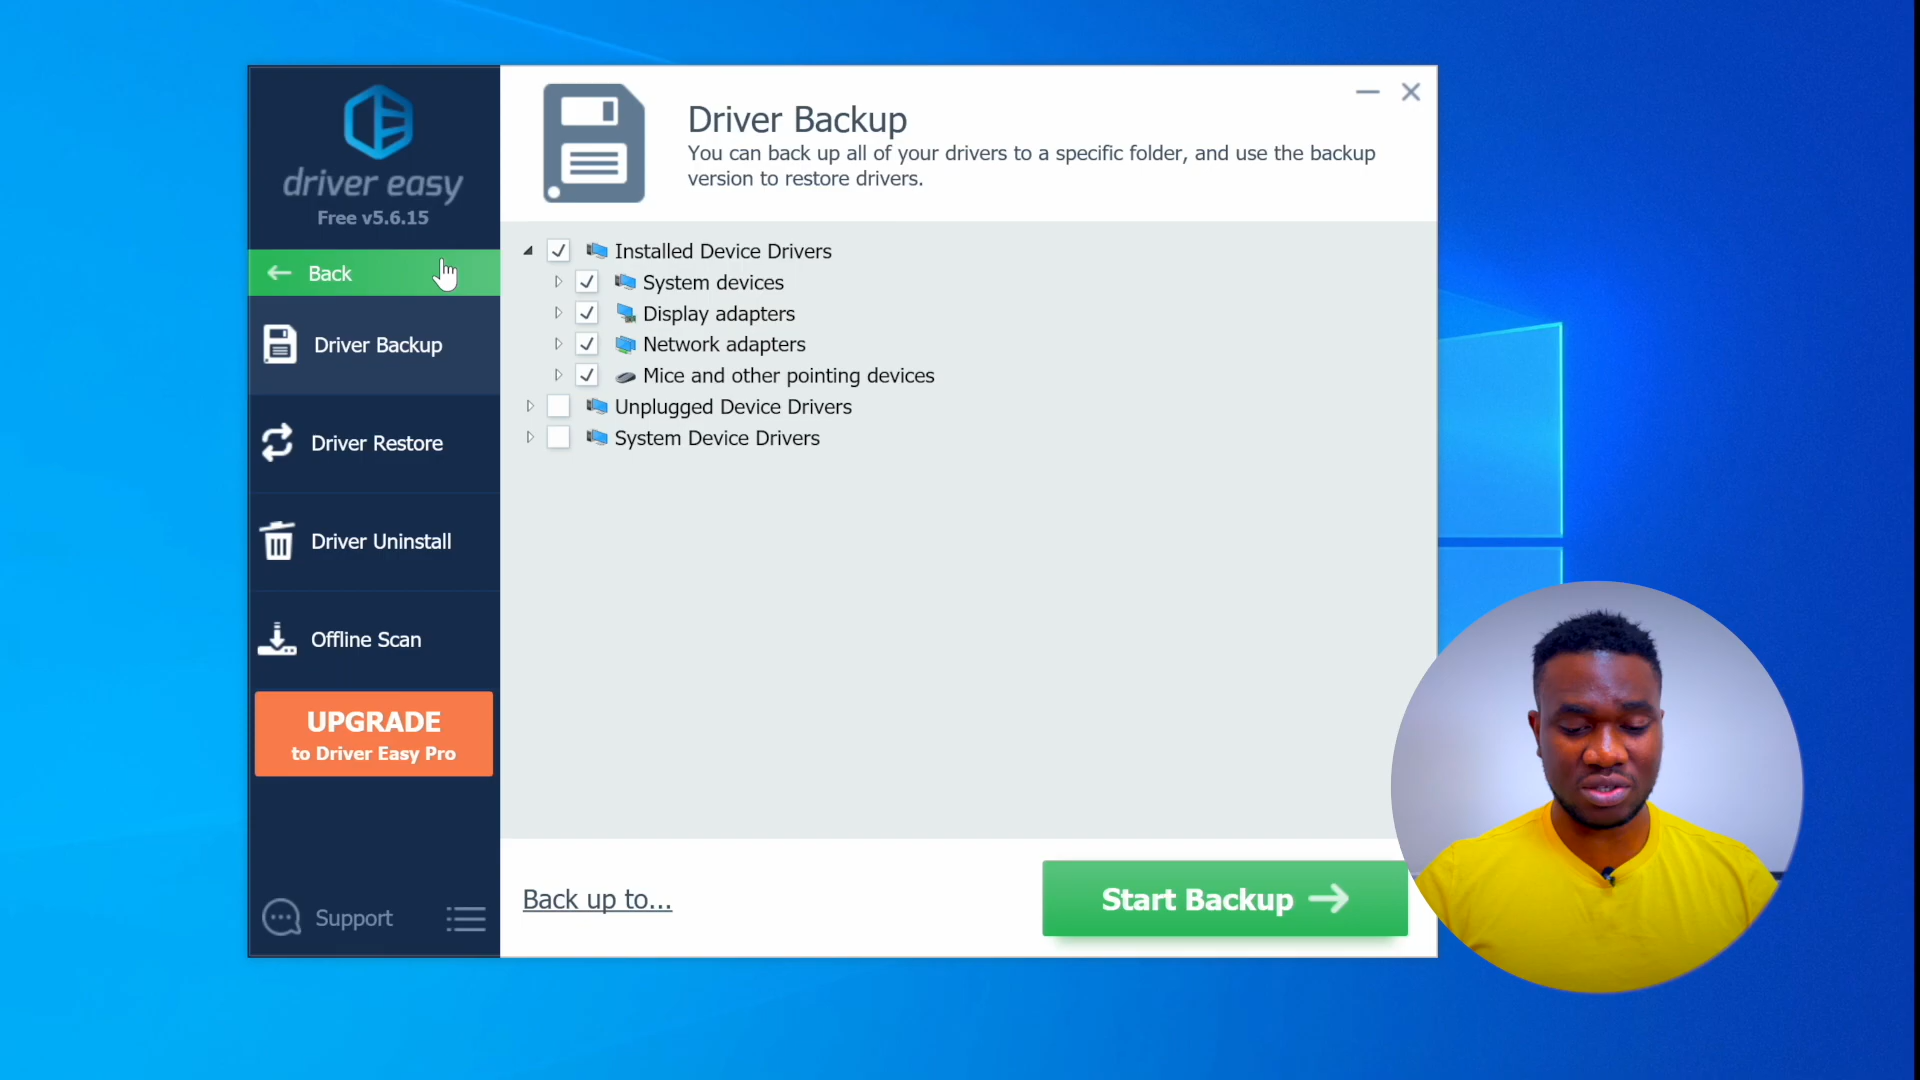 driver easy
Free v5.6.15
Back
Driver Backup
Driver Restore
Driver Uninstall
Offline Scan
UPGRADE
to Driver Easy Pro
Support
Driver Backup
You can back up all of your drivers to a specific folder, and use the backup
version to restore drivers.
Installed Device Drivers
System devices
Display adapters
Network adapters
Mice and other pointing devices
Unplugged Device Drivers
System Device Drivers
Back up to...
Start Backup